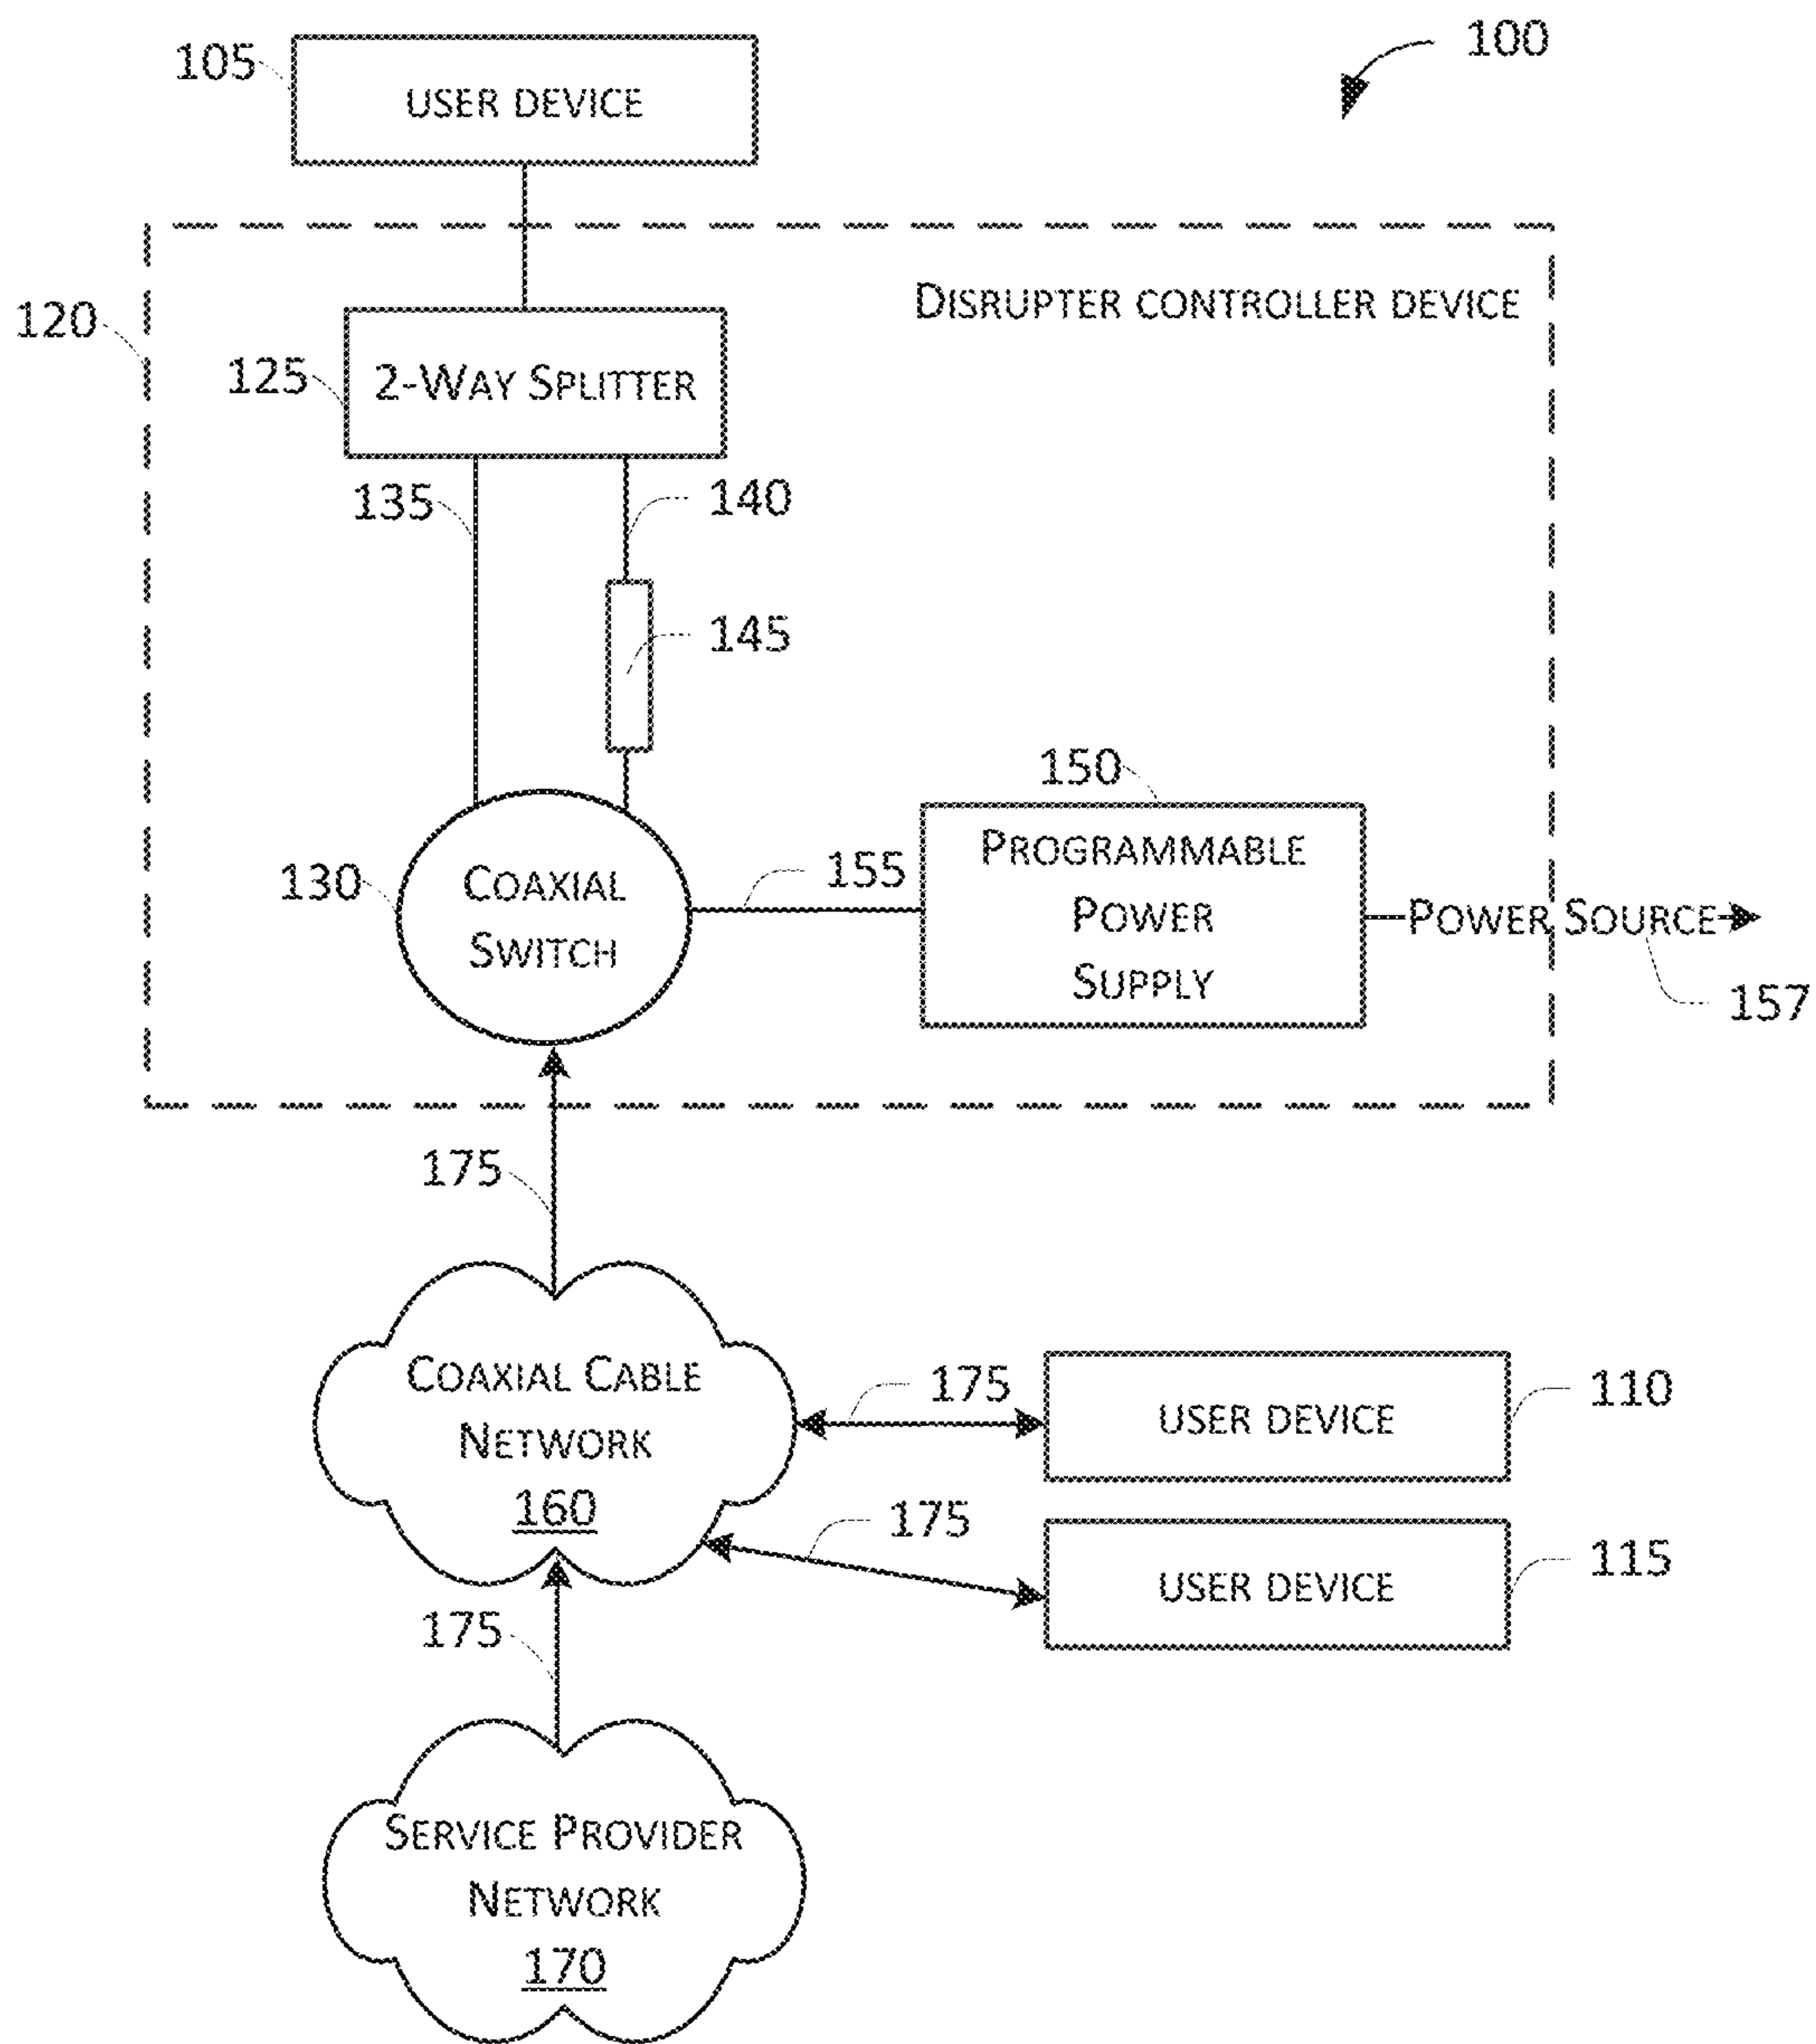 100
105
USER DEVICE
120
DISRUPTER CONTROLLER DEVICE
125
2-WAY SPLITTER
135
140
145
150
130
COAXIAL
SWITCH
155
PROGRAMMABLE
POWER
SUPPLY
POWER SOURCE
157
175
COAXIAL CABLE
NETWORK
160
175
USER DEVICE
110
175
USER DEVICE
115
175
SERVICE PROVIDER
NETWORK
170